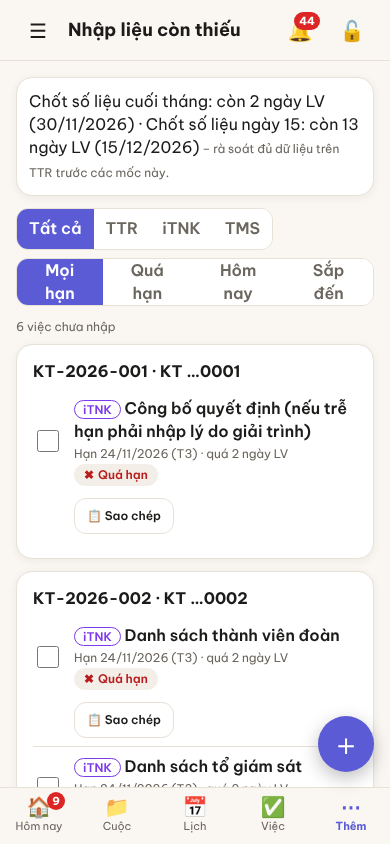 Nhập liệu còn thiếu
44
Chốt số liệu cuối tháng: còn 2 ngày LV
(30/11/2026) · Chốt số liệu ngày 15: còn 13
ngày LV (15/12/2026) – rà soát đủ dữ liệu trên
TTR trước các mốc này.
Tất cả TTR iTNK TMS
Mọi hạn Quá hạn Hôm nay Sắp đến
6 việc chưa nhập
KT-2026-001 · KT ...0001
iTNK Công bố quyết định (nếu trễ
hạn phải nhập lý do giải trình)
Hạn 24/11/2026 (T3) · quá 2 ngày LV
✖ Quá hạn
Sao chép
KT-2026-002 · KT ...0002
iTNK Danh sách thành viên đoàn
Hạn 24/11/2026 (T3) · quá 2 ngày LV
✖ Quá hạn
Sao chép
+
iTNK Danh sách tổ giám sát
9
Hôm nay Cuộc Lịch Việc Thêm